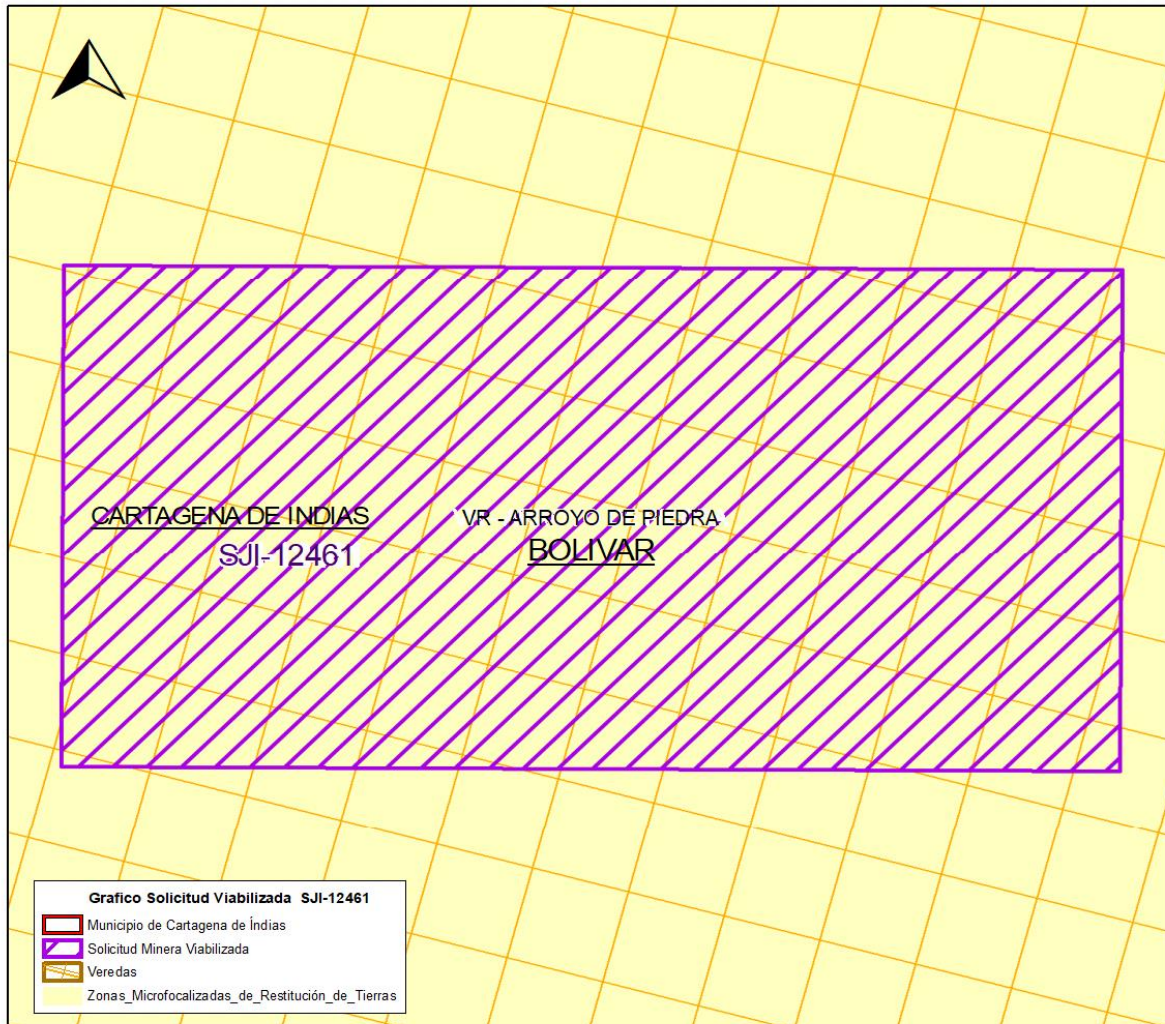 CARTAGENA DE INDIAS
SJI-12461
VR - ARROYO DE PIEDRA
BOLIVAR
Grafico Solicitud Viabilizada SJI-12461
Municipio de Cartagena de Índias
Solicitud Minera Viabilizada
Veredas
Zonas_Microfocalizadas_de_Restitución_de_Tierras